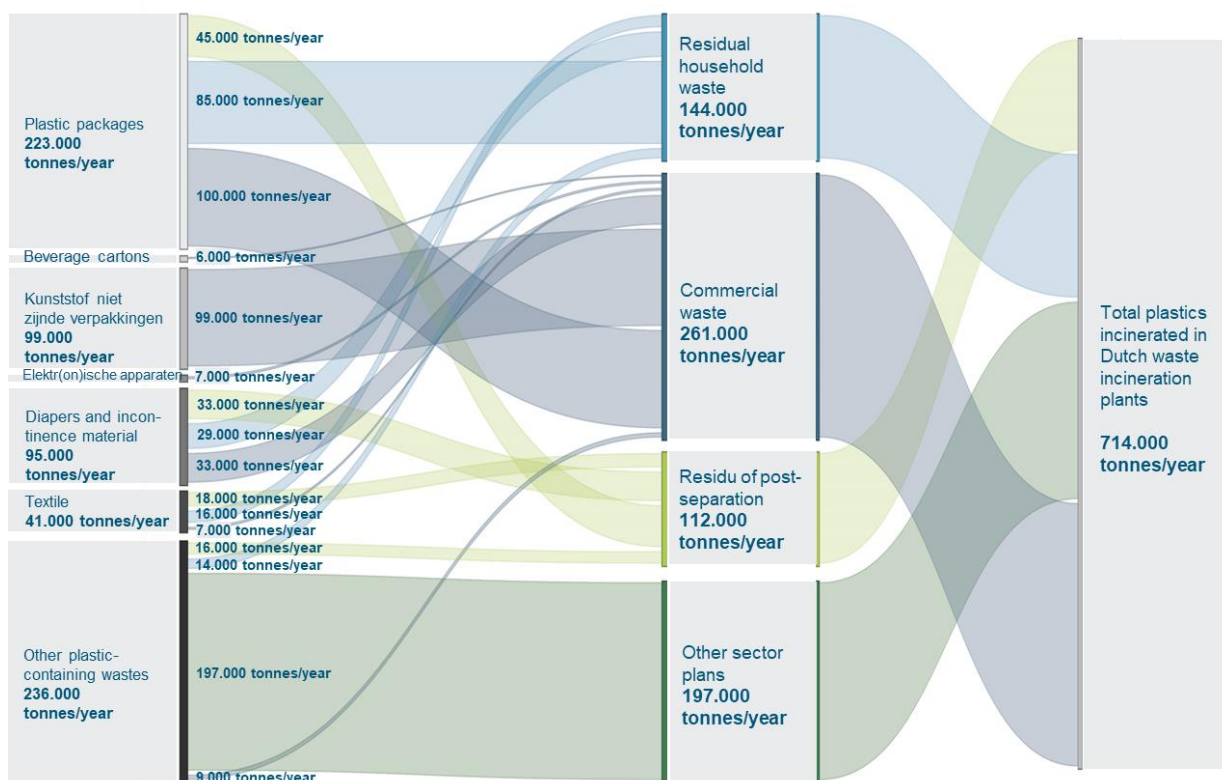 Plastic packages
223.000
tonnes/year
Beverage cartons
Kunststof niet
zijnde verpakkingen
99.000
tonnes/year
Elektr(on)ische apparaten
Diapers and incon-
tinence material
95.000
tonnes/year
Textile
41.000 tonnes/year
Other plastic-
containing wastes
236.000
tonnes/year
45.000 tonnes/year
85.000 tonnes/year
100.000 tonnes/year
6.000 tonnes/year
99.000 tonnes/year
7.000 tonnes/year
33.000 tonnes/year
29.000 tonnes/year
33.000 tonnes/year
18.000 tonnes/year
16.000 tonnes/year
7.000 tonnes/year
16.000 tonnes/year
14.000 tonnes/year
197.000 tonnes/year
9.000 tonnes/year
Residual
household
waste
144.000
tonnes/year
Commercial
waste
261.000
tonnes/year
Residu of post-
separation
112.000
tonnes/year
Other sector
plans
197.000
tonnes/year
Total plastics
incinerated in
Dutch waste
incineration
plants
714.000
tonnes/year